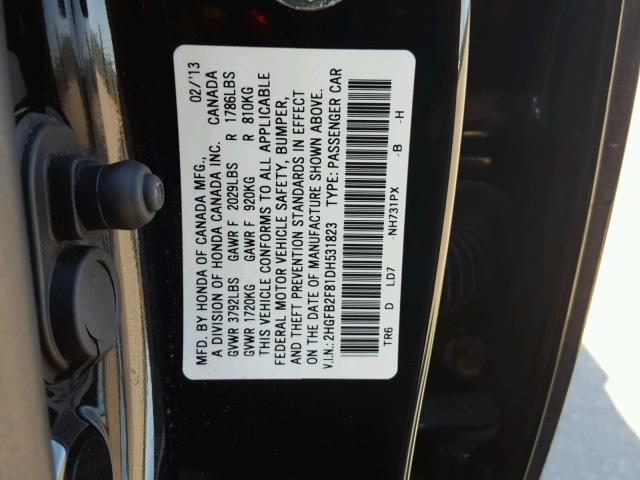 MFD. BY HONDA OF CANADA MFG., 02/'13
A DIVISION OF HONDA CANADA INC. CANADA
GVWR 3792LBS GAWR F 2029LBS R 1786LBS
GVWR 1720KG GAWR F 920KG R 810KG
THIS VEHICLE CONFORMS TO ALL APPLICABLE
FEDERAL MOTOR VEHICLE SAFETY, BUMPER,
AND THEFT PREVENTION STANDARDS IN EFFECT
ON THE DATE OF MANUFACTURE SHOWN ABOVE.
V.I.N.: 2HGFB2F81DH531823 TYPE: PASSENGER CAR
TR6 D LD7 -NH731PX -B -H